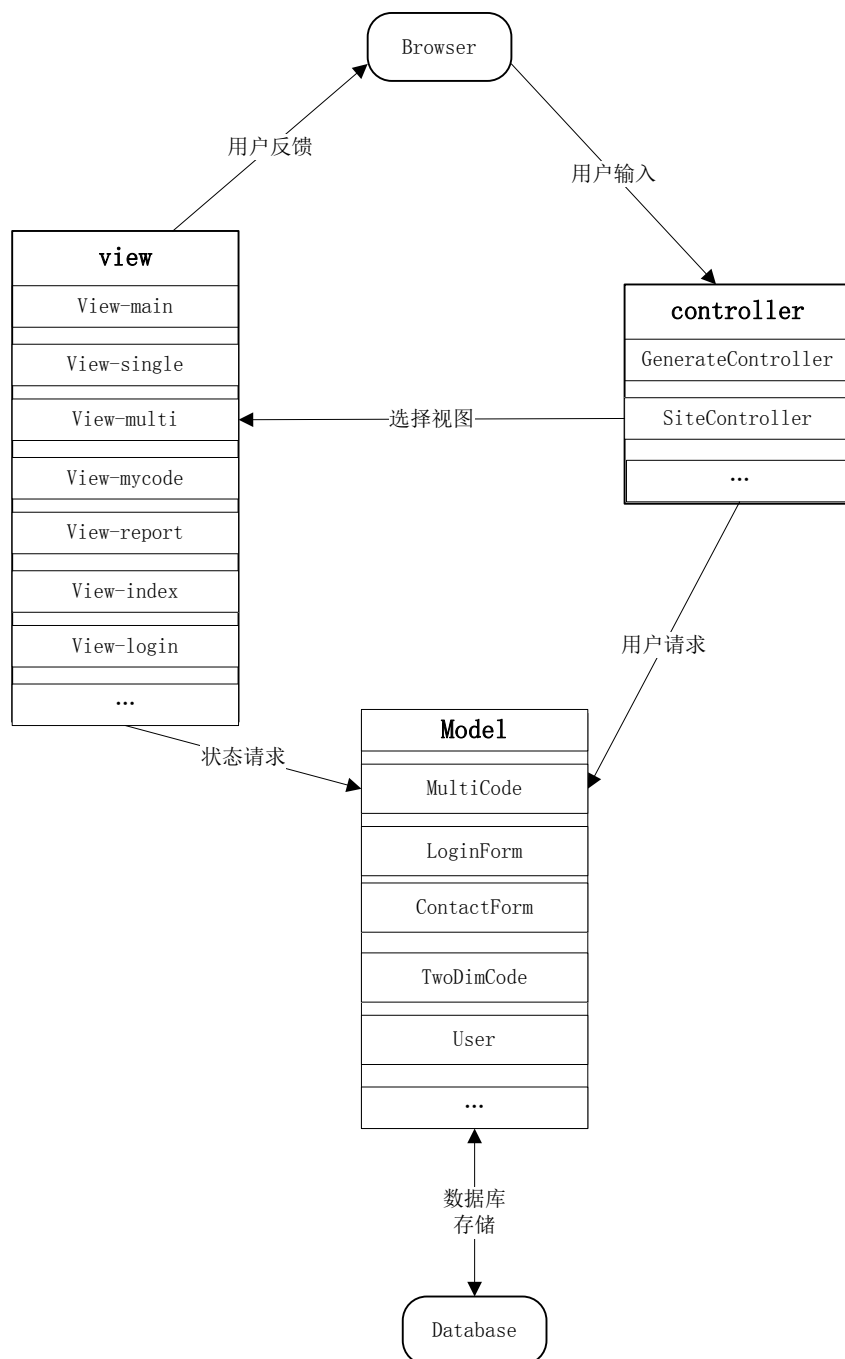 Browser
用户反馈
用户输入
view
View-main
View-single
View-multi
View-mycode
View-report
View-index
View-login
…
controller
GenerateController
SiteController
…
选择视图
用户请求
状态请求
Model
MultiCode
LoginForm
ContactForm
TwoDimCode
User
…
数据库
存储
Database